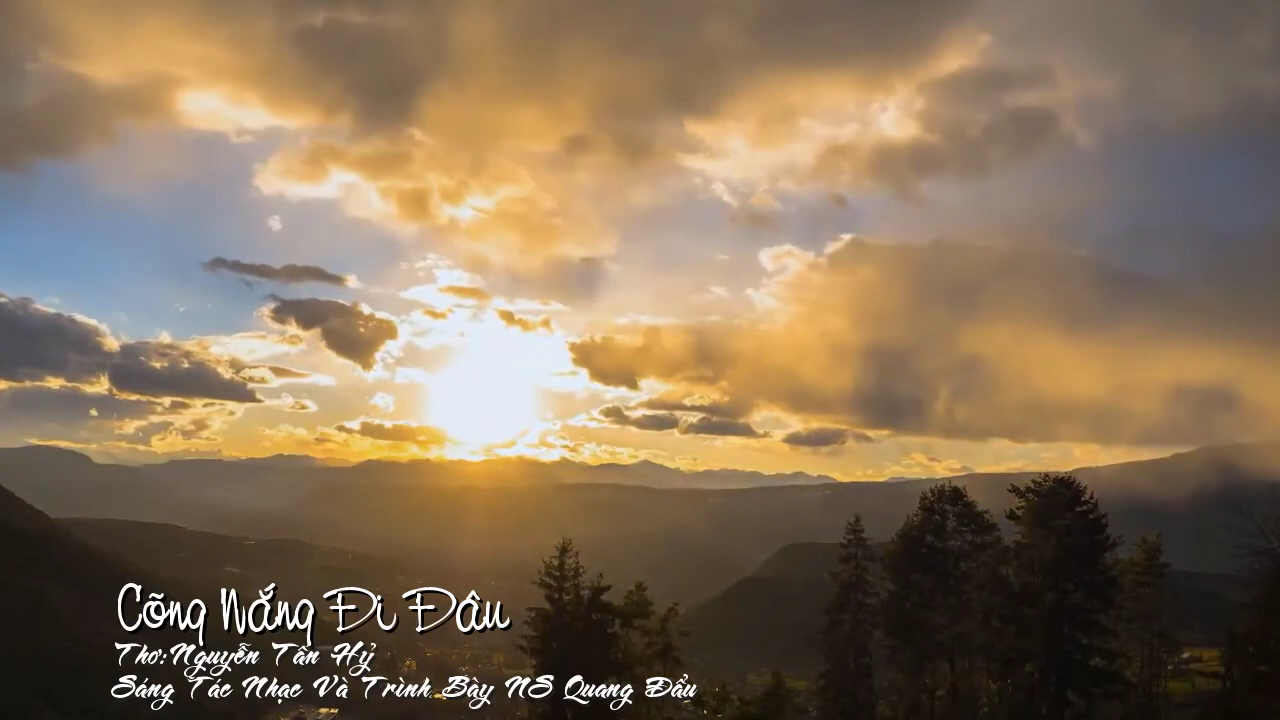 Cõng Nắng Đi Đâu
Thơ:Nguyễn Tấn Hỷ
Sáng Tác Nhạc Và Trình Bày NS Quang Đẩu